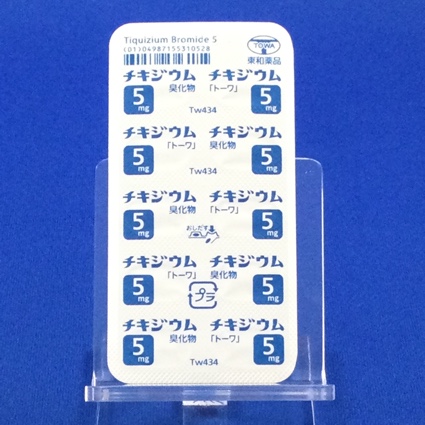 Tiquizium Bromide 5
(01)04987155310528
TOWA
東和薬品
チキジウム チキジウム
5 mg 臭化物 「トーワ」 5 mg
Tw434
チキジウム チキジウム
5 mg 「トーワ」 臭化物 5 mg
Tw434
チキジウム チキジウム
5 mg 臭化物 「トーワ」 5 mg
おしだす
チキジウム チキジウム
5 mg 「トーワ」 臭化物 5 mg
プラ
チキジウム チキジウム
5 mg 臭化物 「トーワ」 5 mg
Tw434